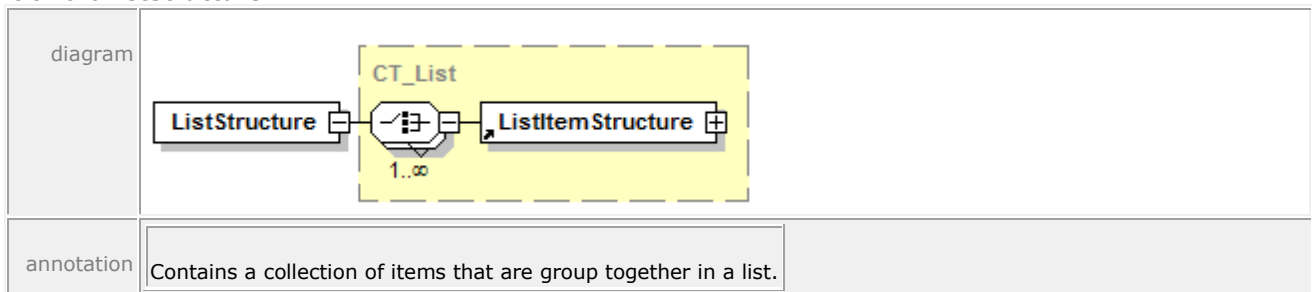 diagram
CT_List
ListStructure
ListItemStructure
1..∞
annotation
Contains a collection of items that are group together in a list.